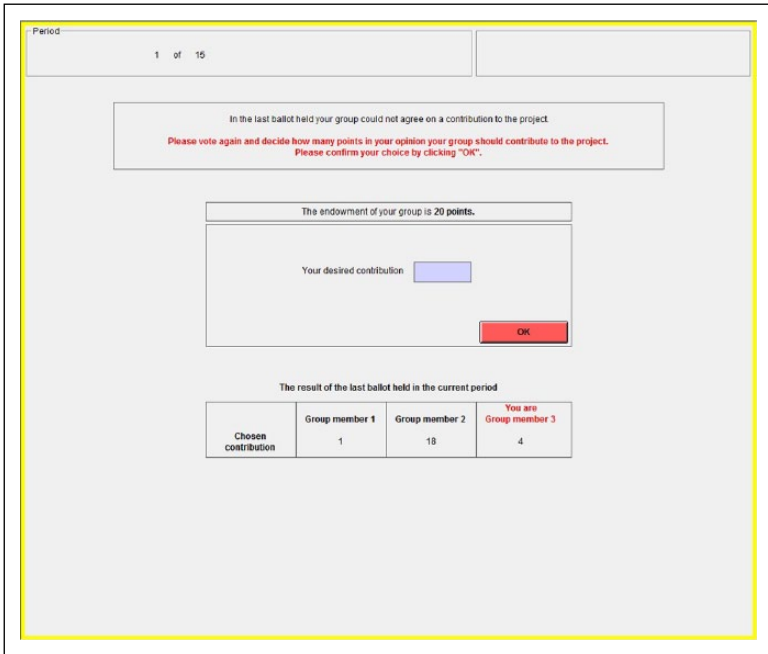 Period
1 of 15
In the last ballot held your group could not agree on a contribution to the project.
Please vote again and decide how many points in your opinion your group should contribute to the project.
Please confirm your choice by clicking "OK".
The endowment of your group is 20 points.
Your desired contribution
OK
The result of the last ballot held in the current period
Group member 1 Group member 2 You are
Group member 3
Chosen
contribution 1 18 4